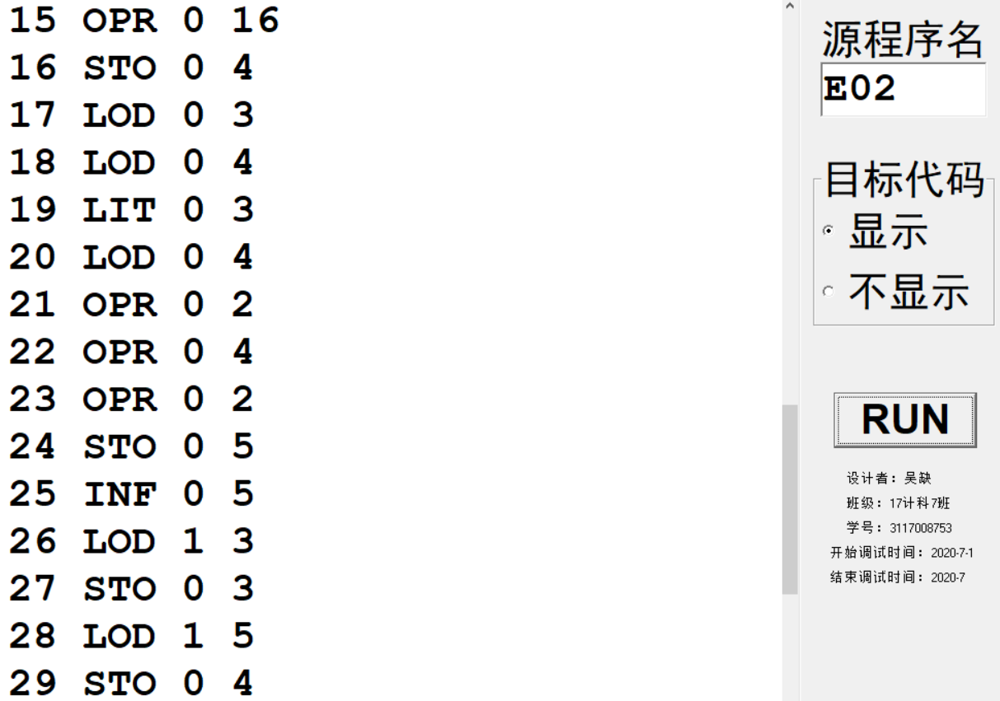 15 OPR 0 16
16 STO 0 4
17 LOD 0 3
18 LOD 0 4
19 LIT 0 3
20 LOD 0 4
21 OPR 0 2
22 OPR 0 4
23 OPR 0 2
24 STO 0 5
25 INF 0 5
26 LOD 1 3
27 STO 0 3
28 LOD 1 5
29 STO 0 4
源程序名
E02
目标代码
显示
不显示
RUN
设计者：吴缺
班级：17计科7班
学号：3117008753
开始调试时间：2020-7-1
结束调试时间：2020-7